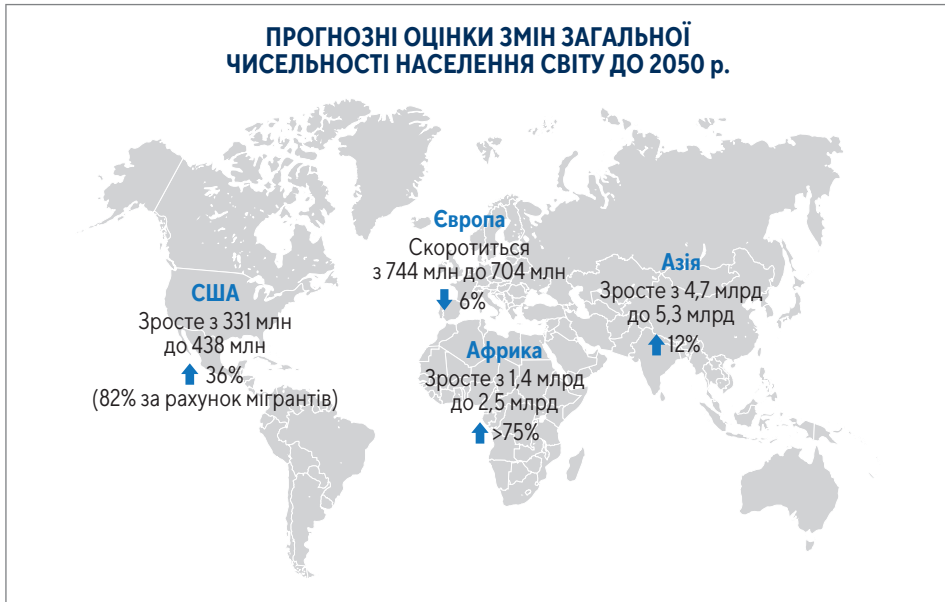 ПРОГНОЗНІ ОЦІНКИ ЗМІН ЗАГАЛЬНОЇ
ЧИСЕЛЬНОСТІ НАСЕЛЕННЯ СВІТУ ДО 2050 р.
США
Зросте з 331 млн
до 438 млн
36%
(82% за рахунок мігрантів)
Європа
Скоротиться
з 744 млн до 704 млн
6%
Африка
Зросте з 1,4 млрд
до 2,5 млрд
>75%
Азія
Зросте з 4,7 млрд
до 5,3 млрд
12%